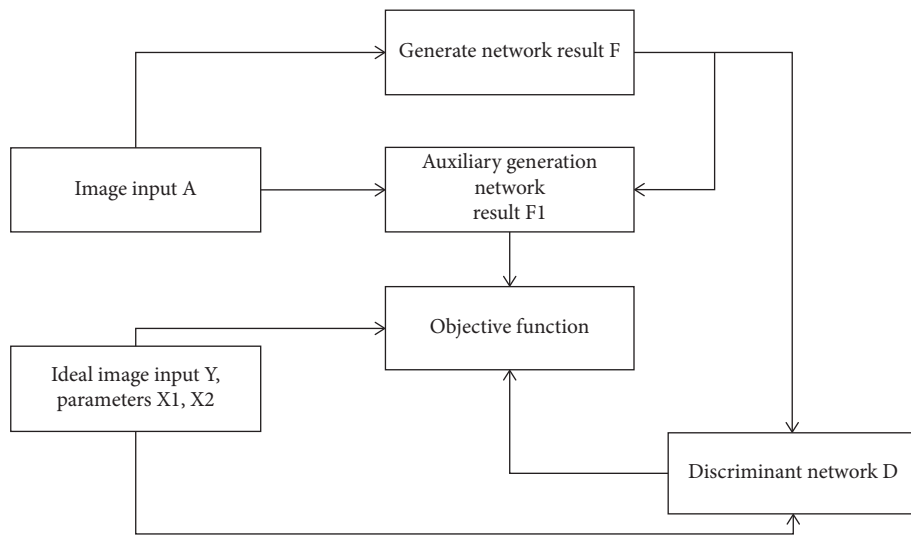 Generate network result F
Image input A
Auxiliary generation
network
result F1
Objective function
Ideal image input Y,
parameters X1, X2
Discriminant network D